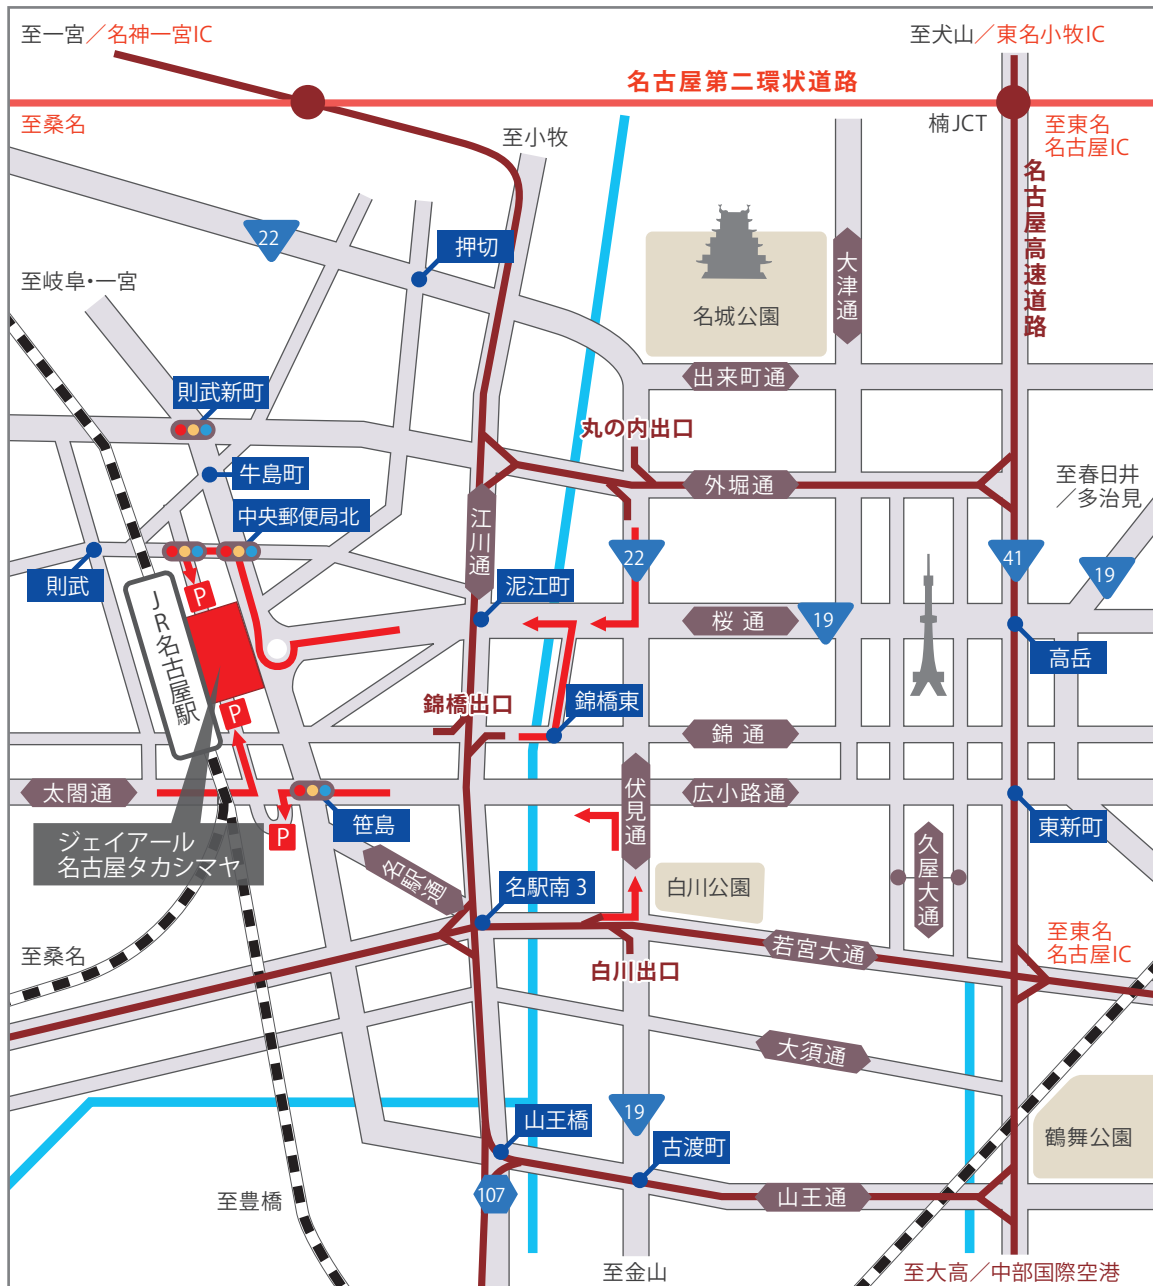 至一宮／名神一宮IC
至犬山／東名小牧IC
名古屋第二環状道路
至桑名
至小牧
楠JCT
至東名
名古屋IC
名古屋高速道路
22
押切
大津通
至岐阜・一宮
名城公園
出来町通
則武新町
丸の内出口
牛島町
外堀通
至春日井
／多治見
中央郵便局北
江川通
22
41
19
則武
泥江町
P
桜通
19
高岳
JR名古屋駅
錦橋東
錦橋出口
P
錦通
太閤通
伏見通
広小路通
笹島
P
東新町
ジェイアール
名古屋タカシマヤ
久屋大通
名駅通
名駅南3
白川公園
至桑名
白川出口
若宮大通
至東名
名古屋IC
大須通
19
山王橋
古渡町
鶴舞公園
107
至豊橋
山王通
至金山
至大高／中部国際空港